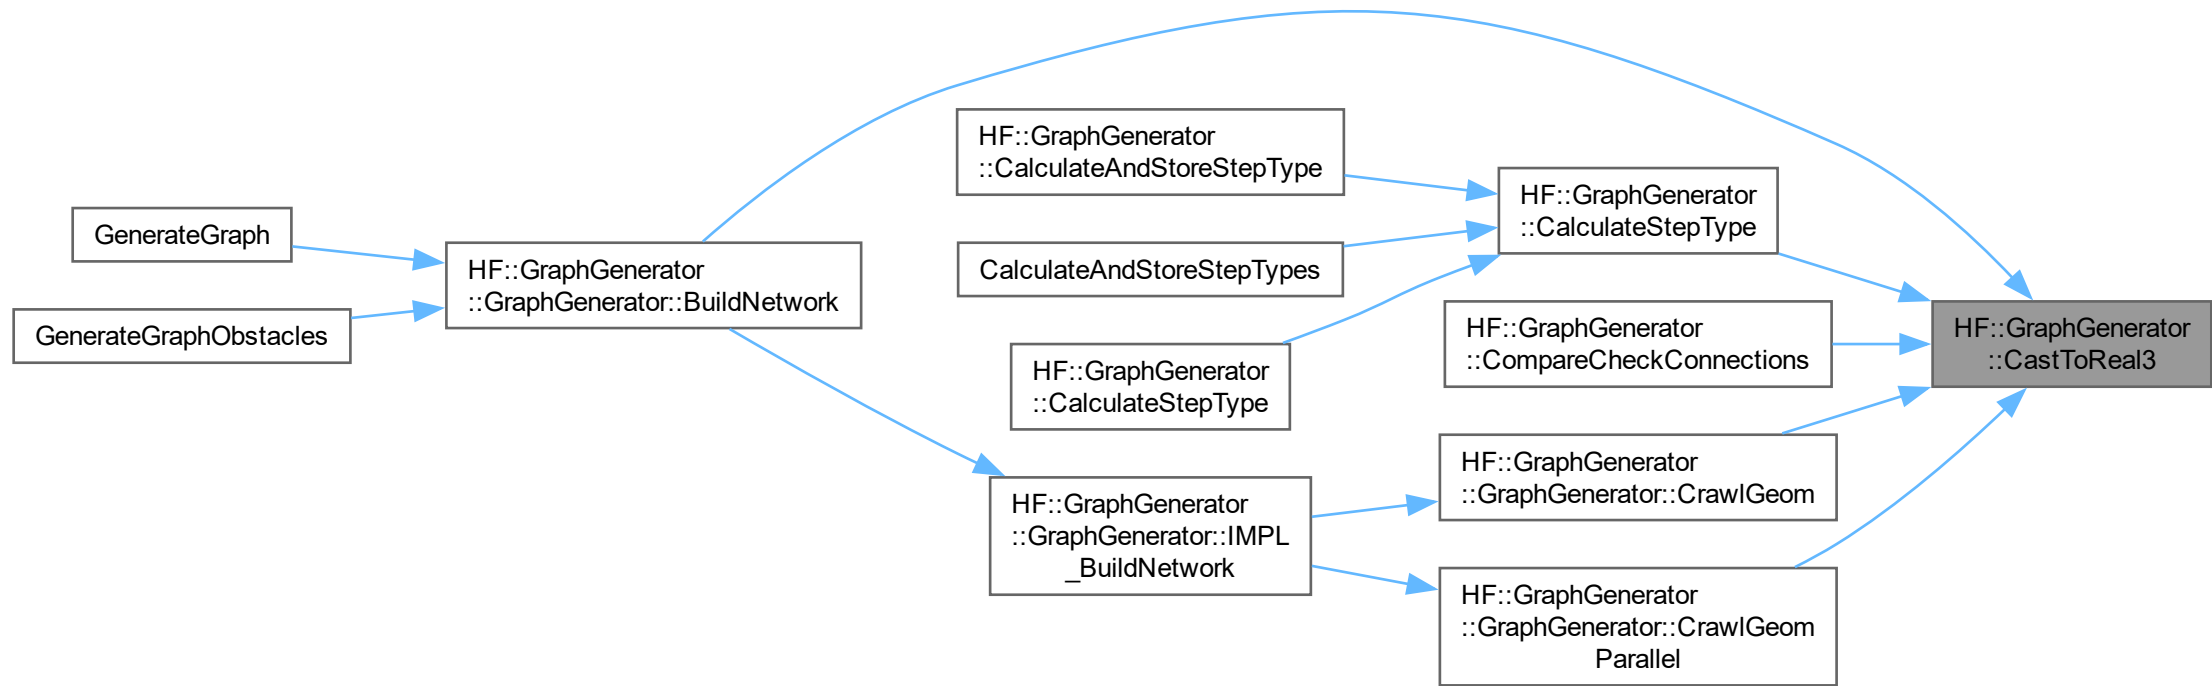 HF::GraphGenerator
::CalculateAndStoreStepType
HF::GraphGenerator
::CalculateStepType
GenerateGraph
HF::GraphGenerator
::GraphGenerator::BuildNetwork
CalculateAndStoreStepTypes
GenerateGraphObstacles
HF::GraphGenerator
::CompareCheckConnections
HF::GraphGenerator
::CastToReal3
HF::GraphGenerator
::CalculateStepType
HF::GraphGenerator
::GraphGenerator::CrawlGeom
HF::GraphGenerator
::GraphGenerator::IMPL
_BuildNetwork
HF::GraphGenerator
::GraphGenerator::CrawlGeom
Parallel